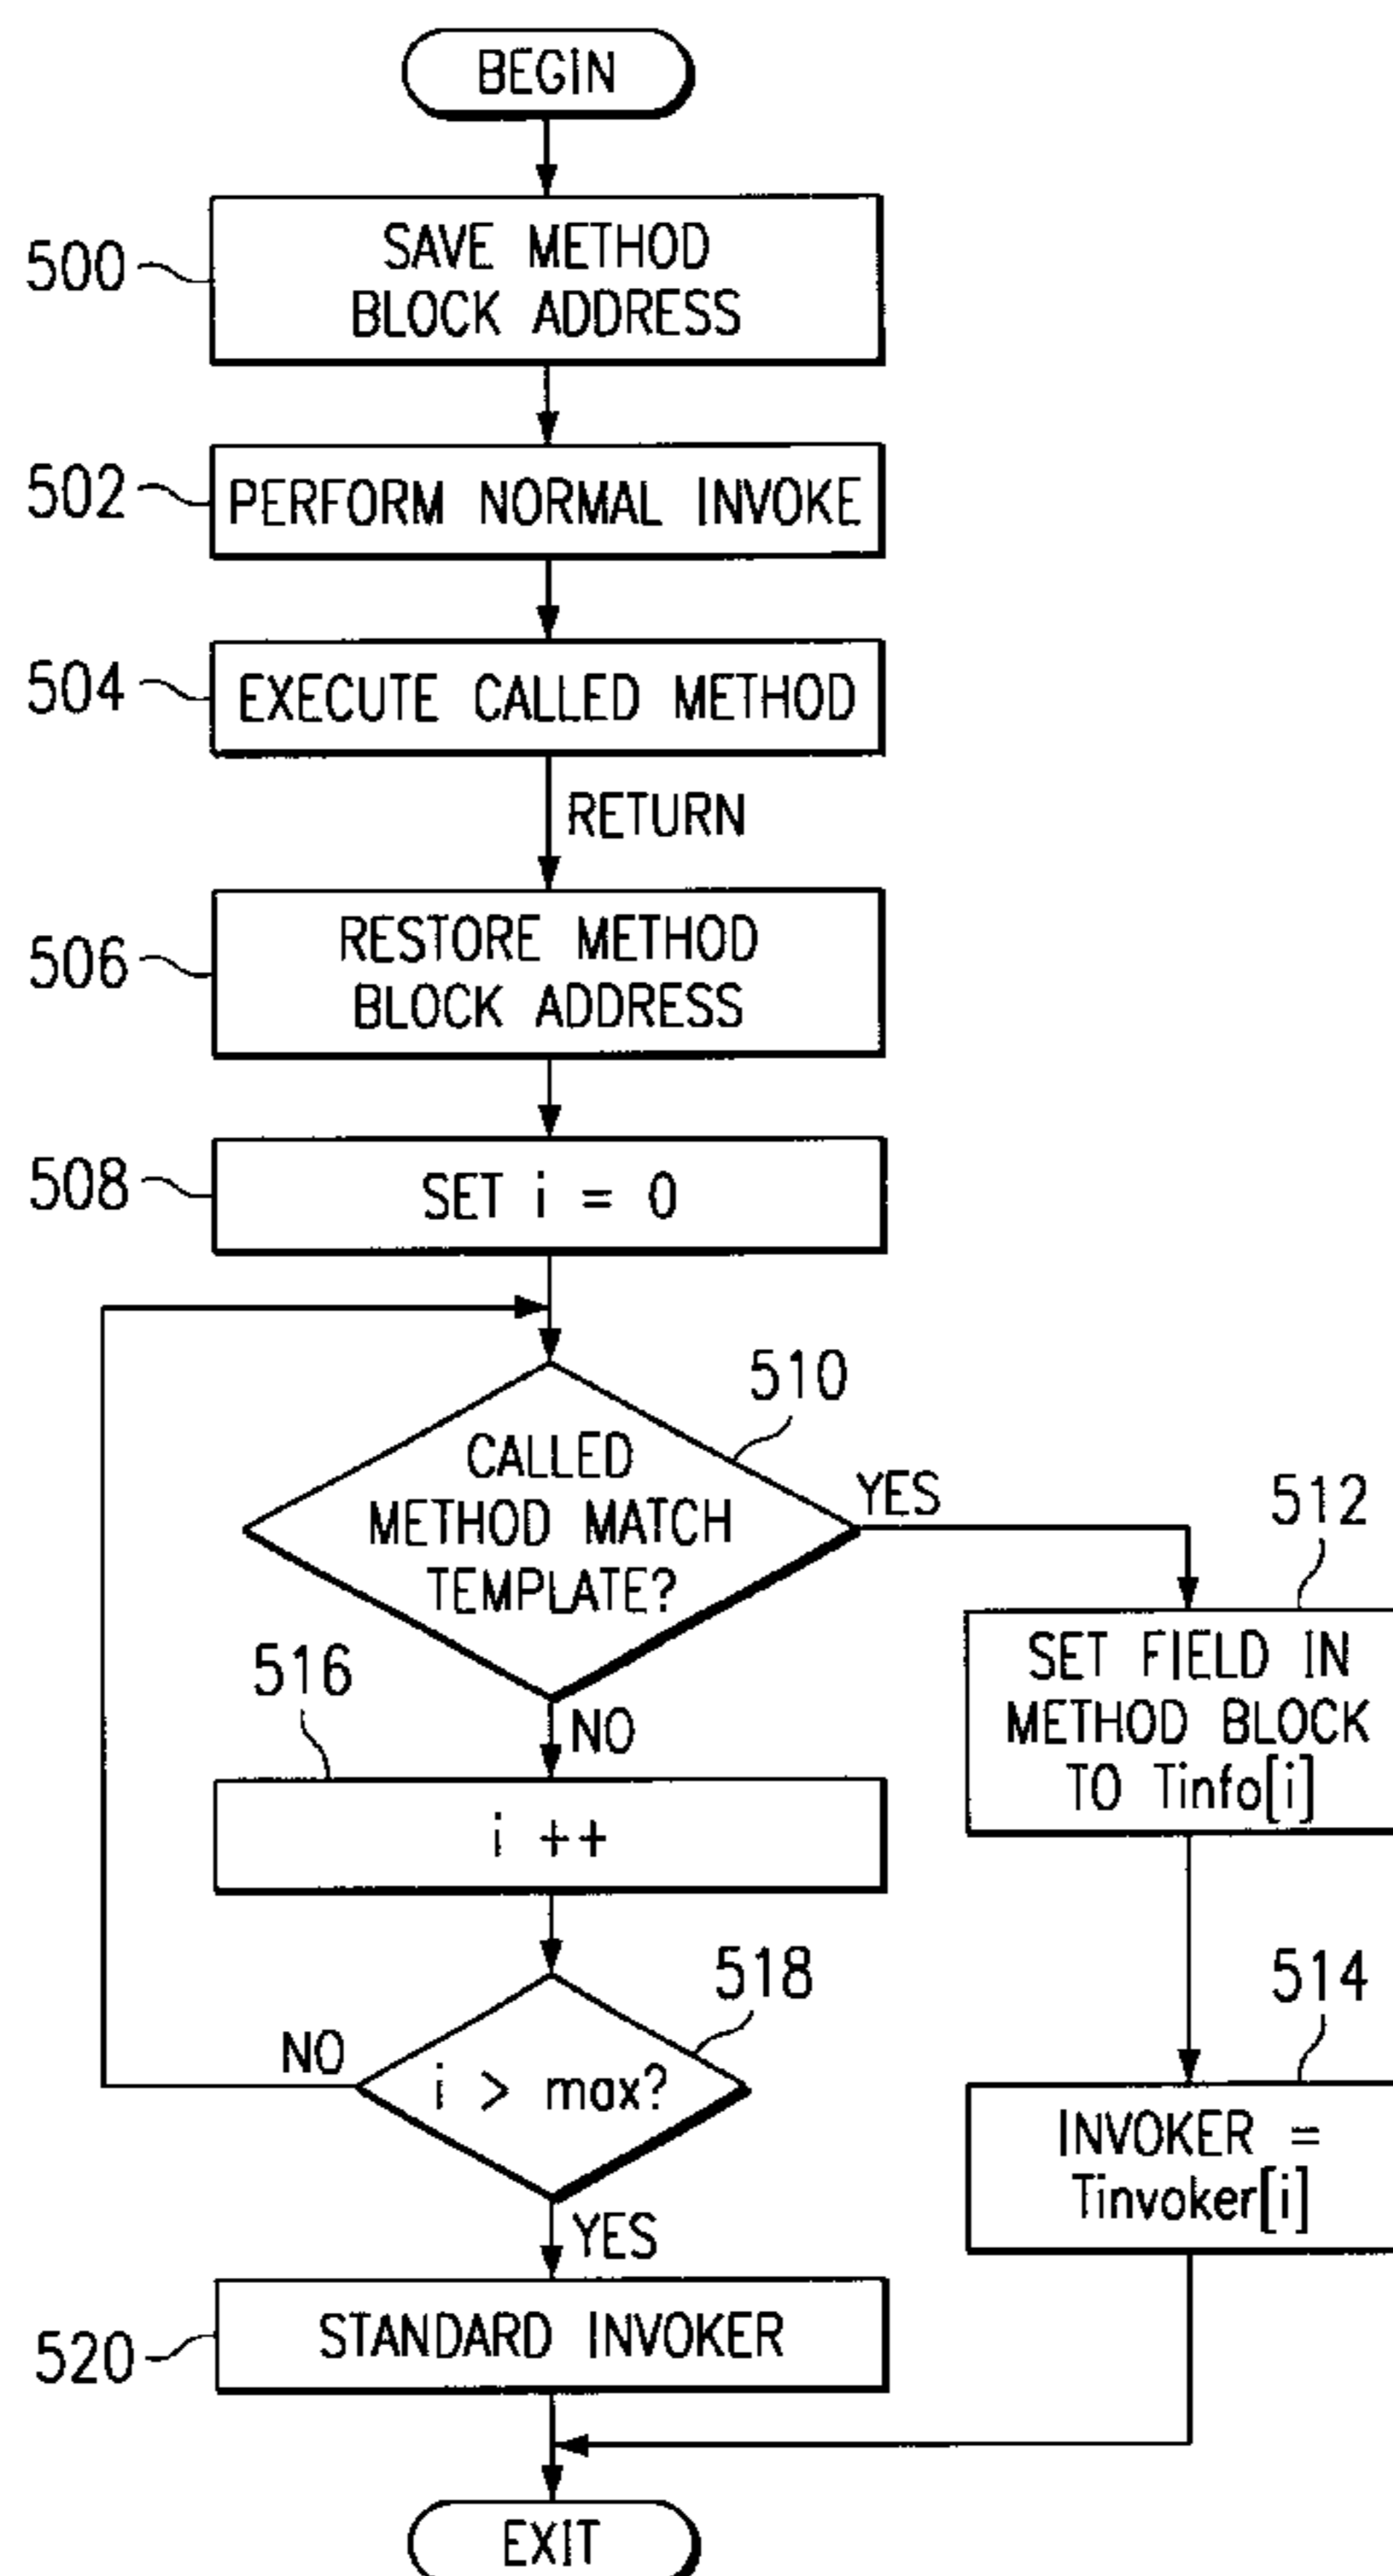 BEGIN
500
SAVE METHOD
BLOCK ADDRESS
502
PERFORM NORMAL INVOKE
504
EXECUTE CALLED METHOD
RETURN
506
RESTORE METHOD
BLOCK ADDRESS
508
SET i = 0
510
CALLED
METHOD MATCH
TEMPLATE?
YES
512
SET FIELD IN
METHOD BLOCK
TO Tinfo[i]
516
NO
i ++
518
NO
i > max?
514
INVOKER =
Tinvoker[i]
YES
520
STANDARD INVOKER
EXIT